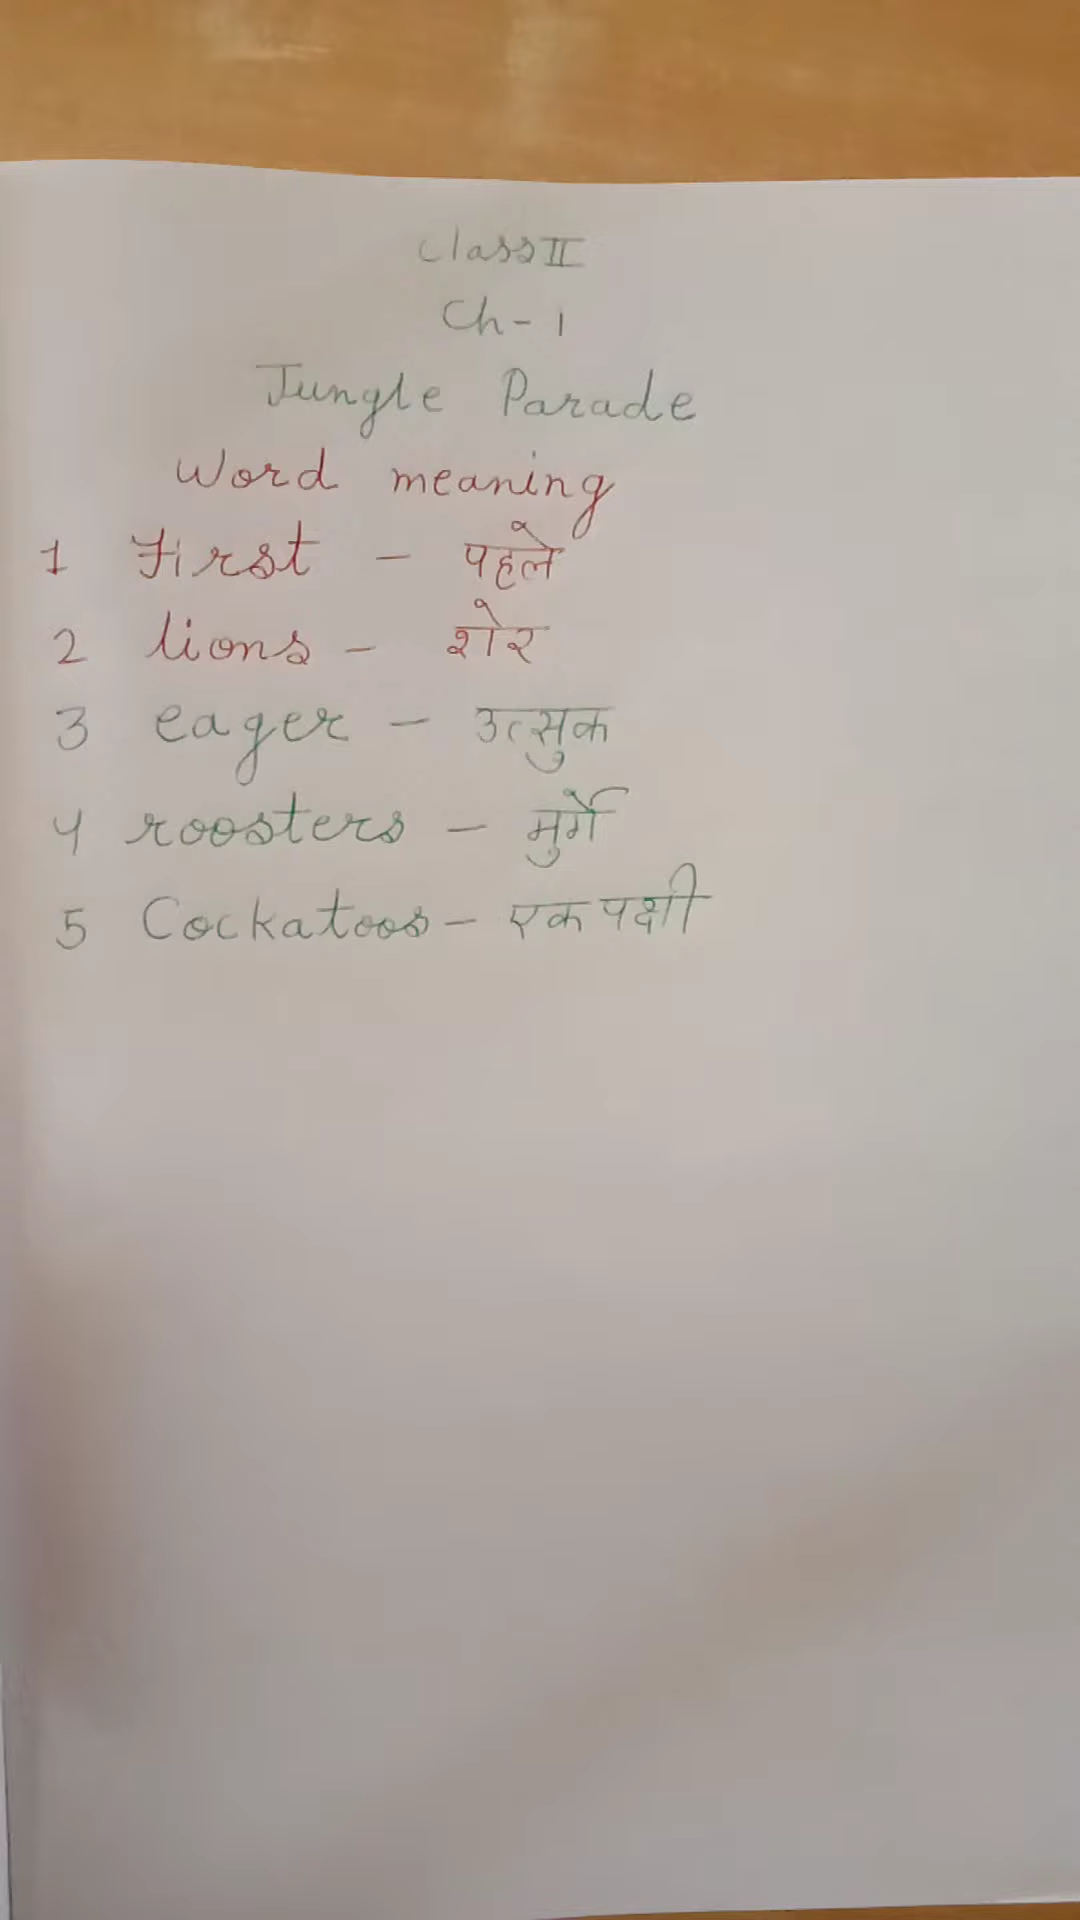 Class II
Ch - 1
Jungle Parade
Word meaning
1 First - पहले
2 lions - शेर
3 eager - उत्सुक
4 roosters - मुर्गे
5 Cockatoos - एक पक्षी